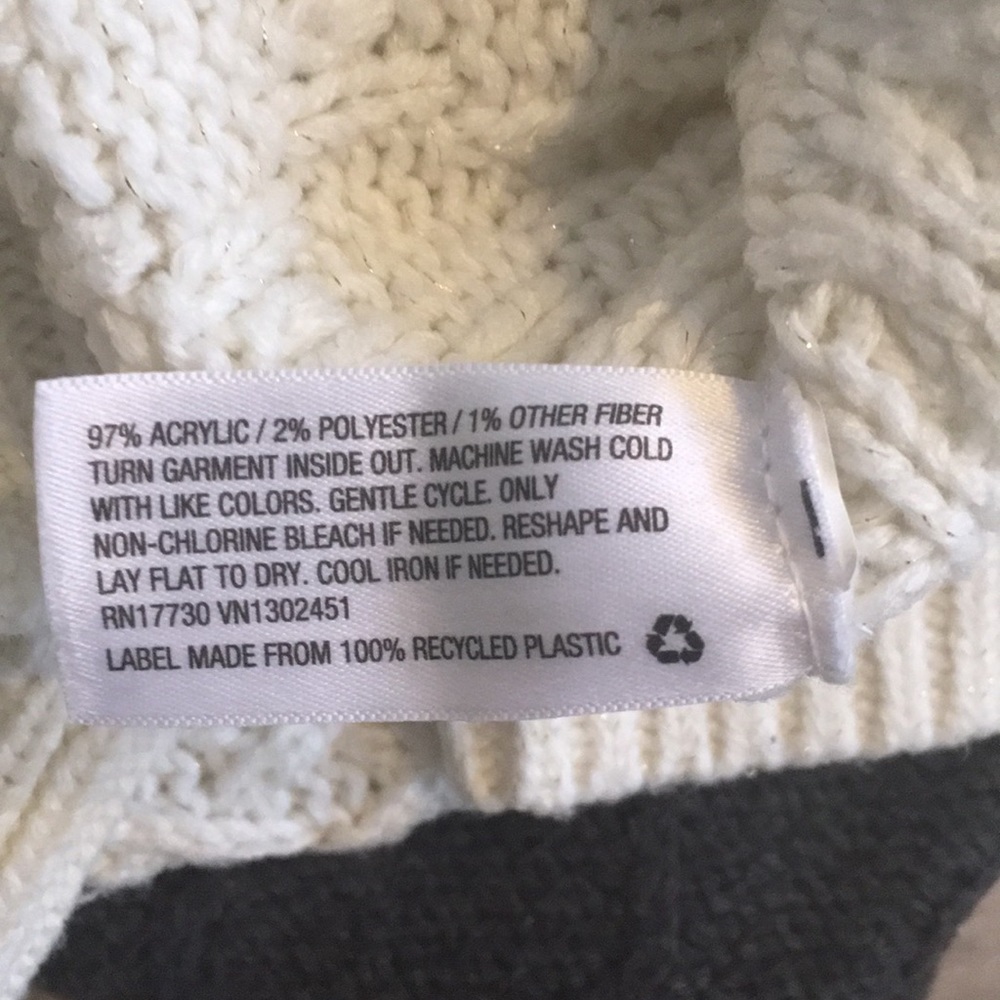 97% ACRYLIC / 2% POLYESTER / 1% OTHER FIBER
TURN GARMENT INSIDE OUT. MACHINE WASH COLD
WITH LIKE COLORS. GENTLE CYCLE. ONLY
NON-CHLORINE BLEACH IF NEEDED. RESHAPE AND
LAY FLAT TO DRY. COOL IRON IF NEEDED.
RN17730 VN1302451
LABEL MADE FROM 100% RECYCLED PLASTIC